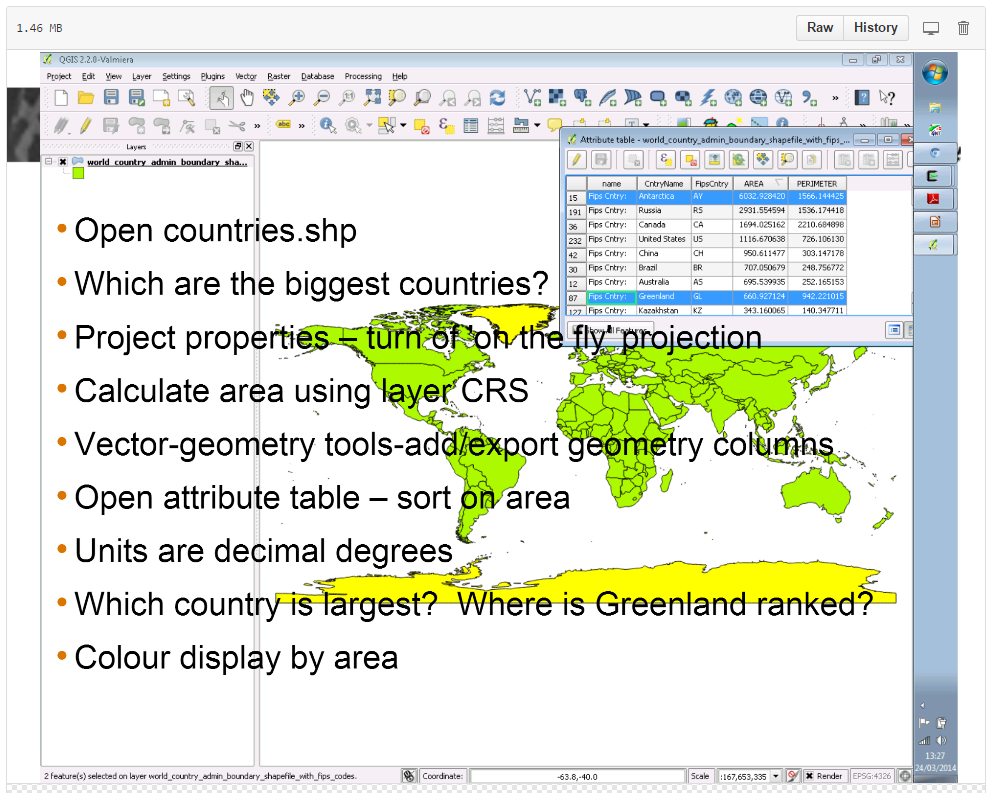 1.46 MB
Raw
History
QGIS 2.2.0-Valmiera
Project Edit View Layer Settings Plugins Vector Raster Database Processing Help
Layers
world_country_admin_boundary_sha...
Attribute table - world_country_admin_boundary_shapefile_with_fips_...
name CntryName FipsCntry AREA PERIMETER
15 Fips Cntry: Antarctica AY 6032.928420 1566.144425
191 Fips Cntry: Russia RS 2931.554594 1536.174418
36 Fips Cntry: Canada CA 1694.025162 2210.684898
232 Fips Cntry: United States US 1116.670638 726.106130
42 Fips Cntry: China CH 950.611477 303.147178
30 Fips Cntry: Brazil BR 707.050679 248.756772
12 Fips Cntry: Australia AS 695.539935 252.165153
87 Fips Cntry: Greenland GL 660.927124 942.221015
127 Fips Cntry: Kazakhstan KZ 343.160065 140.347711
Show All Features
• Open countries.shp
• Which are the biggest countries?
• Project properties – turn of 'on the fly' projection
• Calculate area using layer CRS
• Vector-geometry tools-add/export geometry columns
• Open attribute table – sort on area
• Units are decimal degrees
• Which country is largest? Where is Greenland ranked?
• Colour display by area
2 feature(s) selected on layer world_country_admin_boundary_shapefile_with_fips_codes.
Coordinate: -63.8,-40.0 Scale :167,653,335 Render EPSG:4326
13:27
24/03/2014